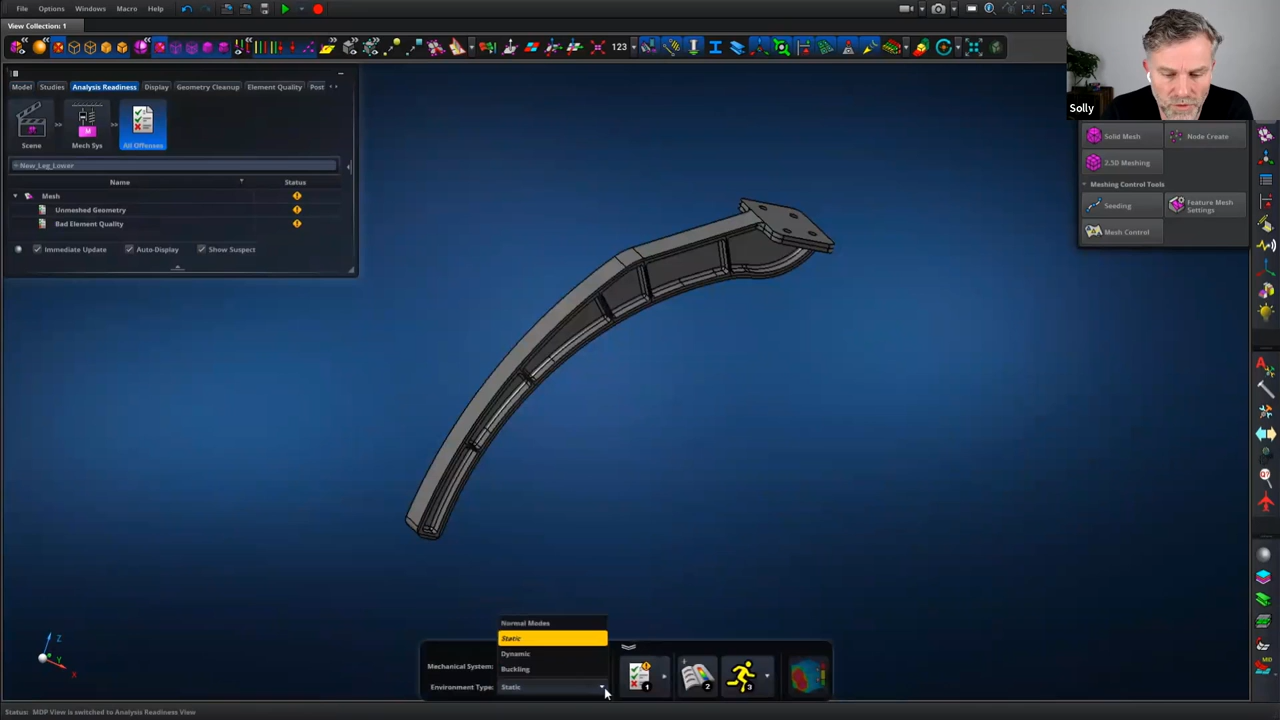 File Options Windows Macro Help
View Collection: 1
123
Solly
Model Studies Analysis Readiness Display Geometry Cleanup Element Quality Post
Scene >> Mech Sys >> All Offenses
New_Leg_Lower
Name Status
Mesh
Unmeshed Geometry
Bad Element Quality
Immediate Update Auto-Display Show Suspect
Solid Mesh Node Create
2.5D Meshing
Meshing Control Tools
Seeding Feature Mesh Settings
Mesh Control
Z
Y
X
Normal Modes
Static
Dynamic
Buckling
Mechanical System:
Environment Type: Static
1 2 3
Status: MDP View is switched to Analysis Readiness View